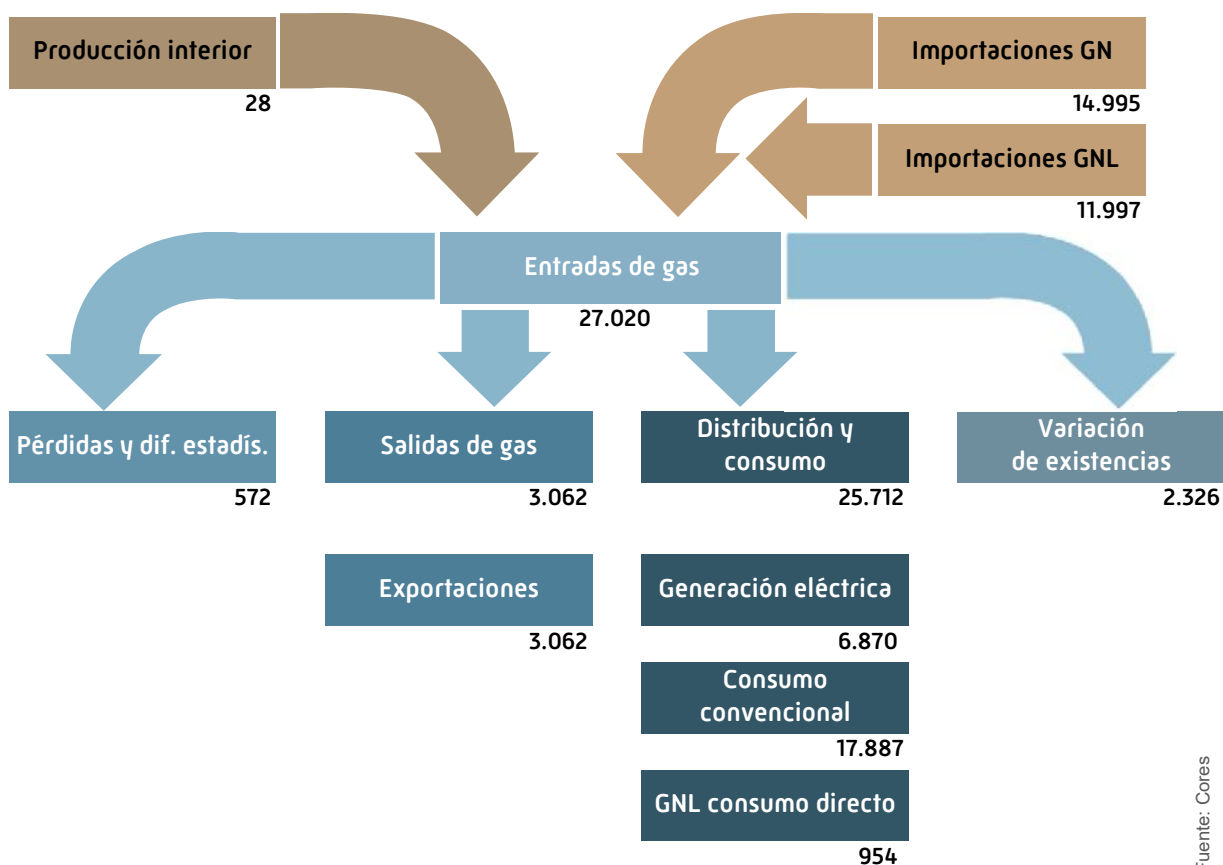 Producción interior
28
Importaciones GN
14.995
Importaciones GNL
11.997
Entradas de gas
27.020
Pérdidas y dif. estadís.
572
Salidas de gas
3.062
Distribución y
consumo
25.712
Variación
de existencias
2.326
Exportaciones
3.062
Generación eléctrica
6.870
Consumo
convencional
17.887
GNL consumo directo
954
Fuente: Cores